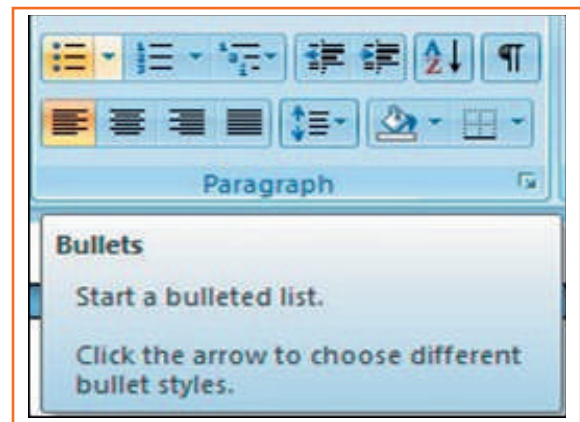 A
Z
¶
Paragraph
Bullets
Start a bulleted list.
Click the arrow to choose different
bullet styles.